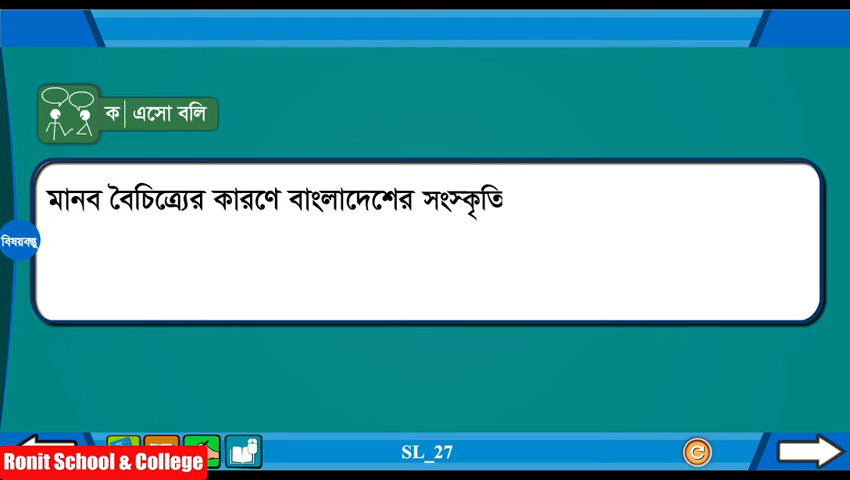 ক| এসো বলি
মানব বৈচিত্র্যের কারণে বাংলাদেশের সংস্কৃতি
বিষয়বস্তু
SL_27
Ronit School & College